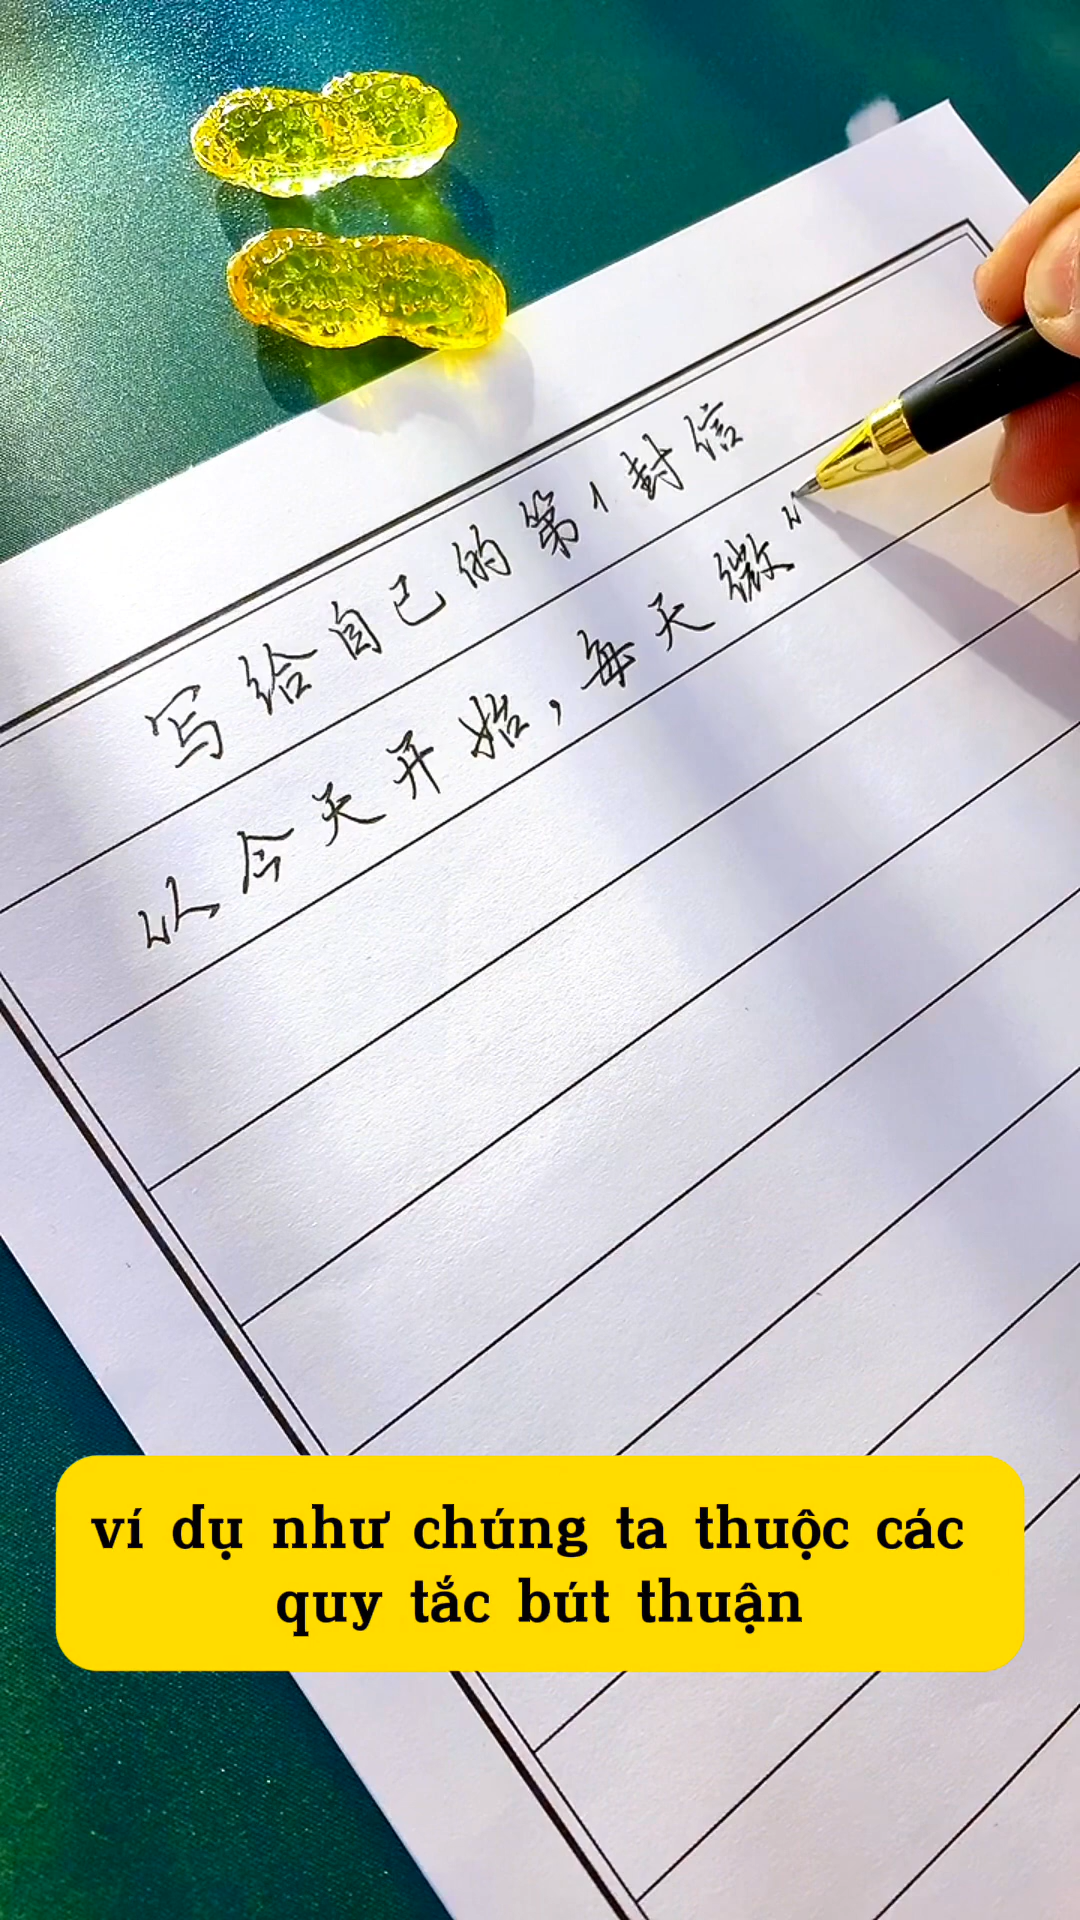 写给自己的第1封信
从今天开始，每天微
ví dụ như chúng ta thuộc các
quy tắc bút thuận